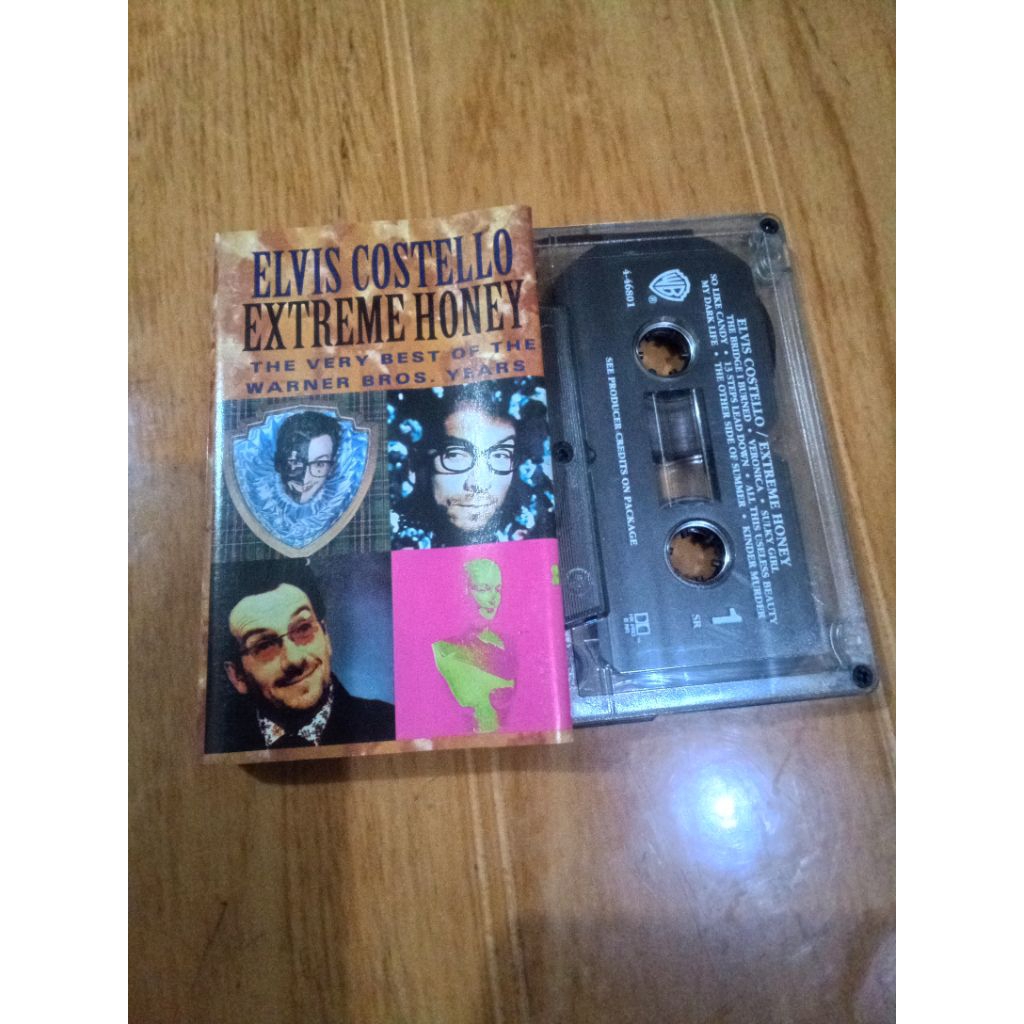 ELVIS COSTELLO
EXTREME HONEY
THE VERY BEST OF THE
WARNER BROS. YEARS
WB
®
4-46801
ELVIS COSTELLO / EXTREME HONEY
THE BRIDGE I BURNED • VERONICA • SULKY GIRL
SO LIKE CANDY • 13 STEPS LEAD DOWN • ALL THIS USELESS BEAUTY
MY DARK LIFE • THE OTHER SIDE OF SUMMER • KINDER MURDER
SEE PRODUCER CREDITS ON PACKAGE
1
SR